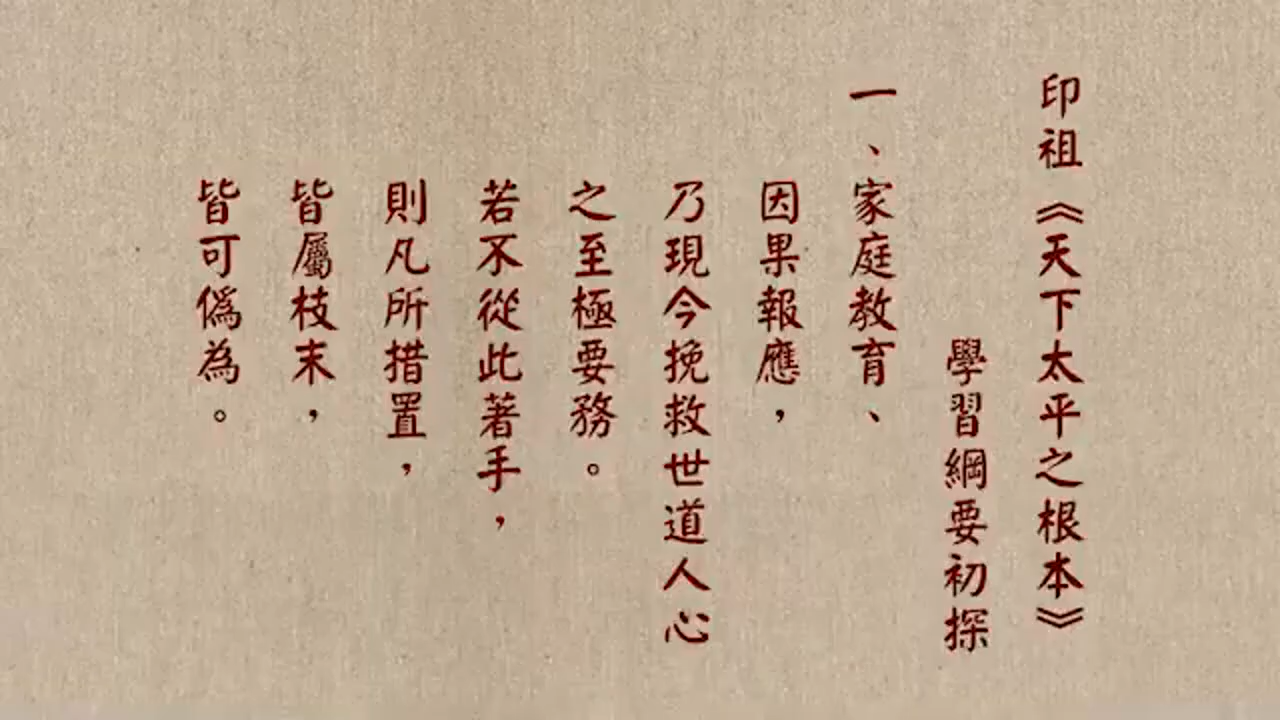 印祖《天下太平之根本》
學習綱要初探
一、家庭教育、
因果報應，
乃現今挽救世道人心
之至極要務。
若不從此著手，
則凡所措置，
皆屬枝末，
皆可偽為。